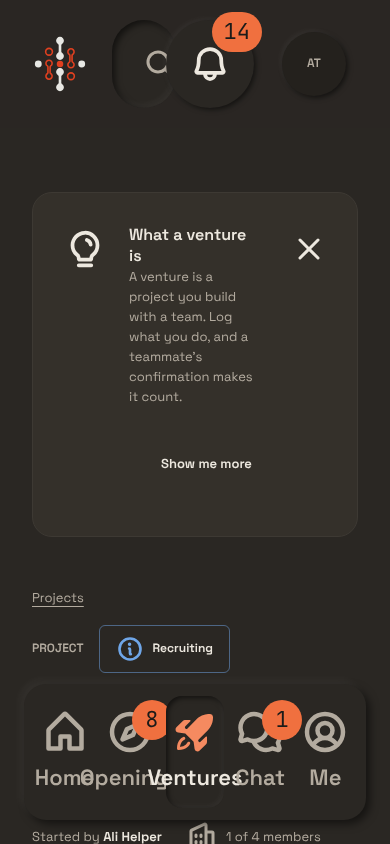 14
AT
What a venture
is
A venture is a
project you build
with a team. Log
what you do, and a
teammate's
confirmation makes
it count.
Show me more
Projects
PROJECT
Recruiting
8
1
Home
Opening
Ventures
Chat
Me
Started by Ali Helper
1 of 4 members